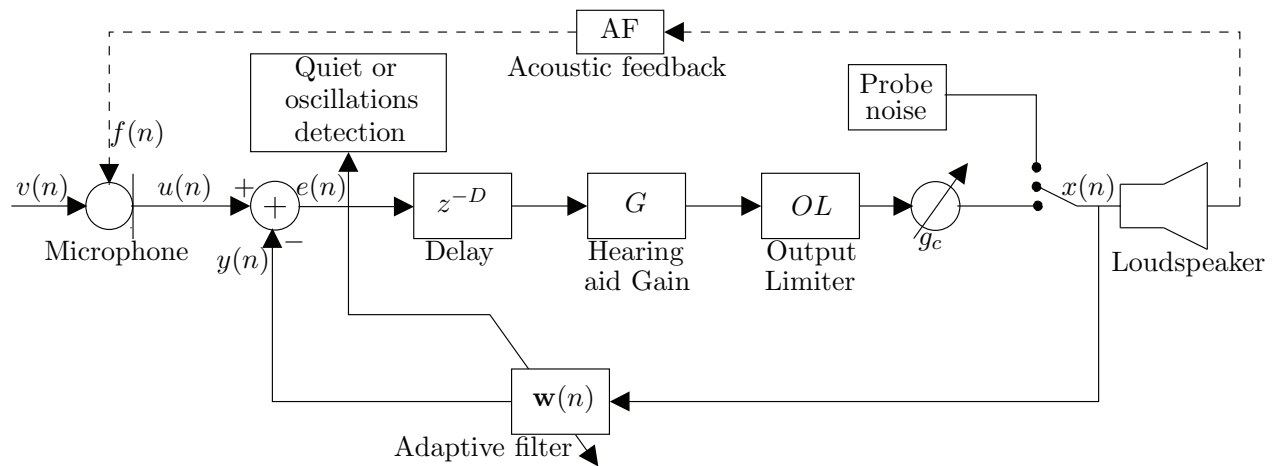 AF
Acoustic feedback
Quiet or
oscillations
detection
Probe
noise
f(n)
v(n)
u(n)
+
e(n)
x(n)
+
z^{-D}
G
OL
−
y(n)
g_c
Microphone
Delay
Hearing
aid Gain
Output
Limiter
Loudspeaker
w(n)
Adaptive filter